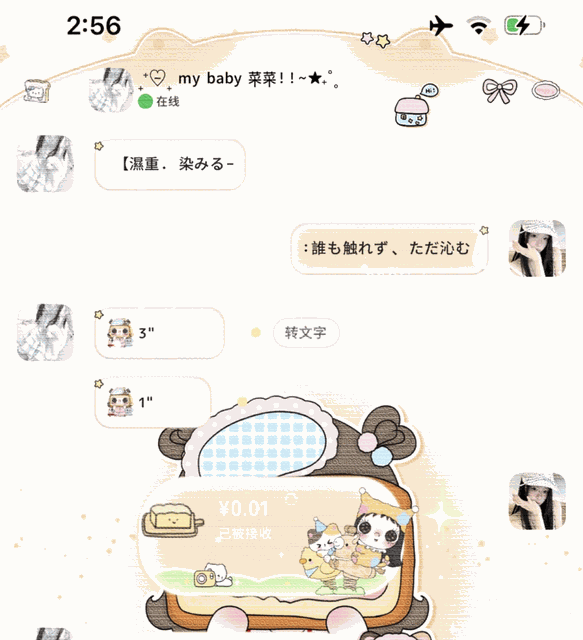 2:56
my baby 菜菜!!~★
Hi!
在线
【濕重. 染みる-
:誰も触れず、ただ沁む
3"
转文字
1"
¥0.01
已被接收